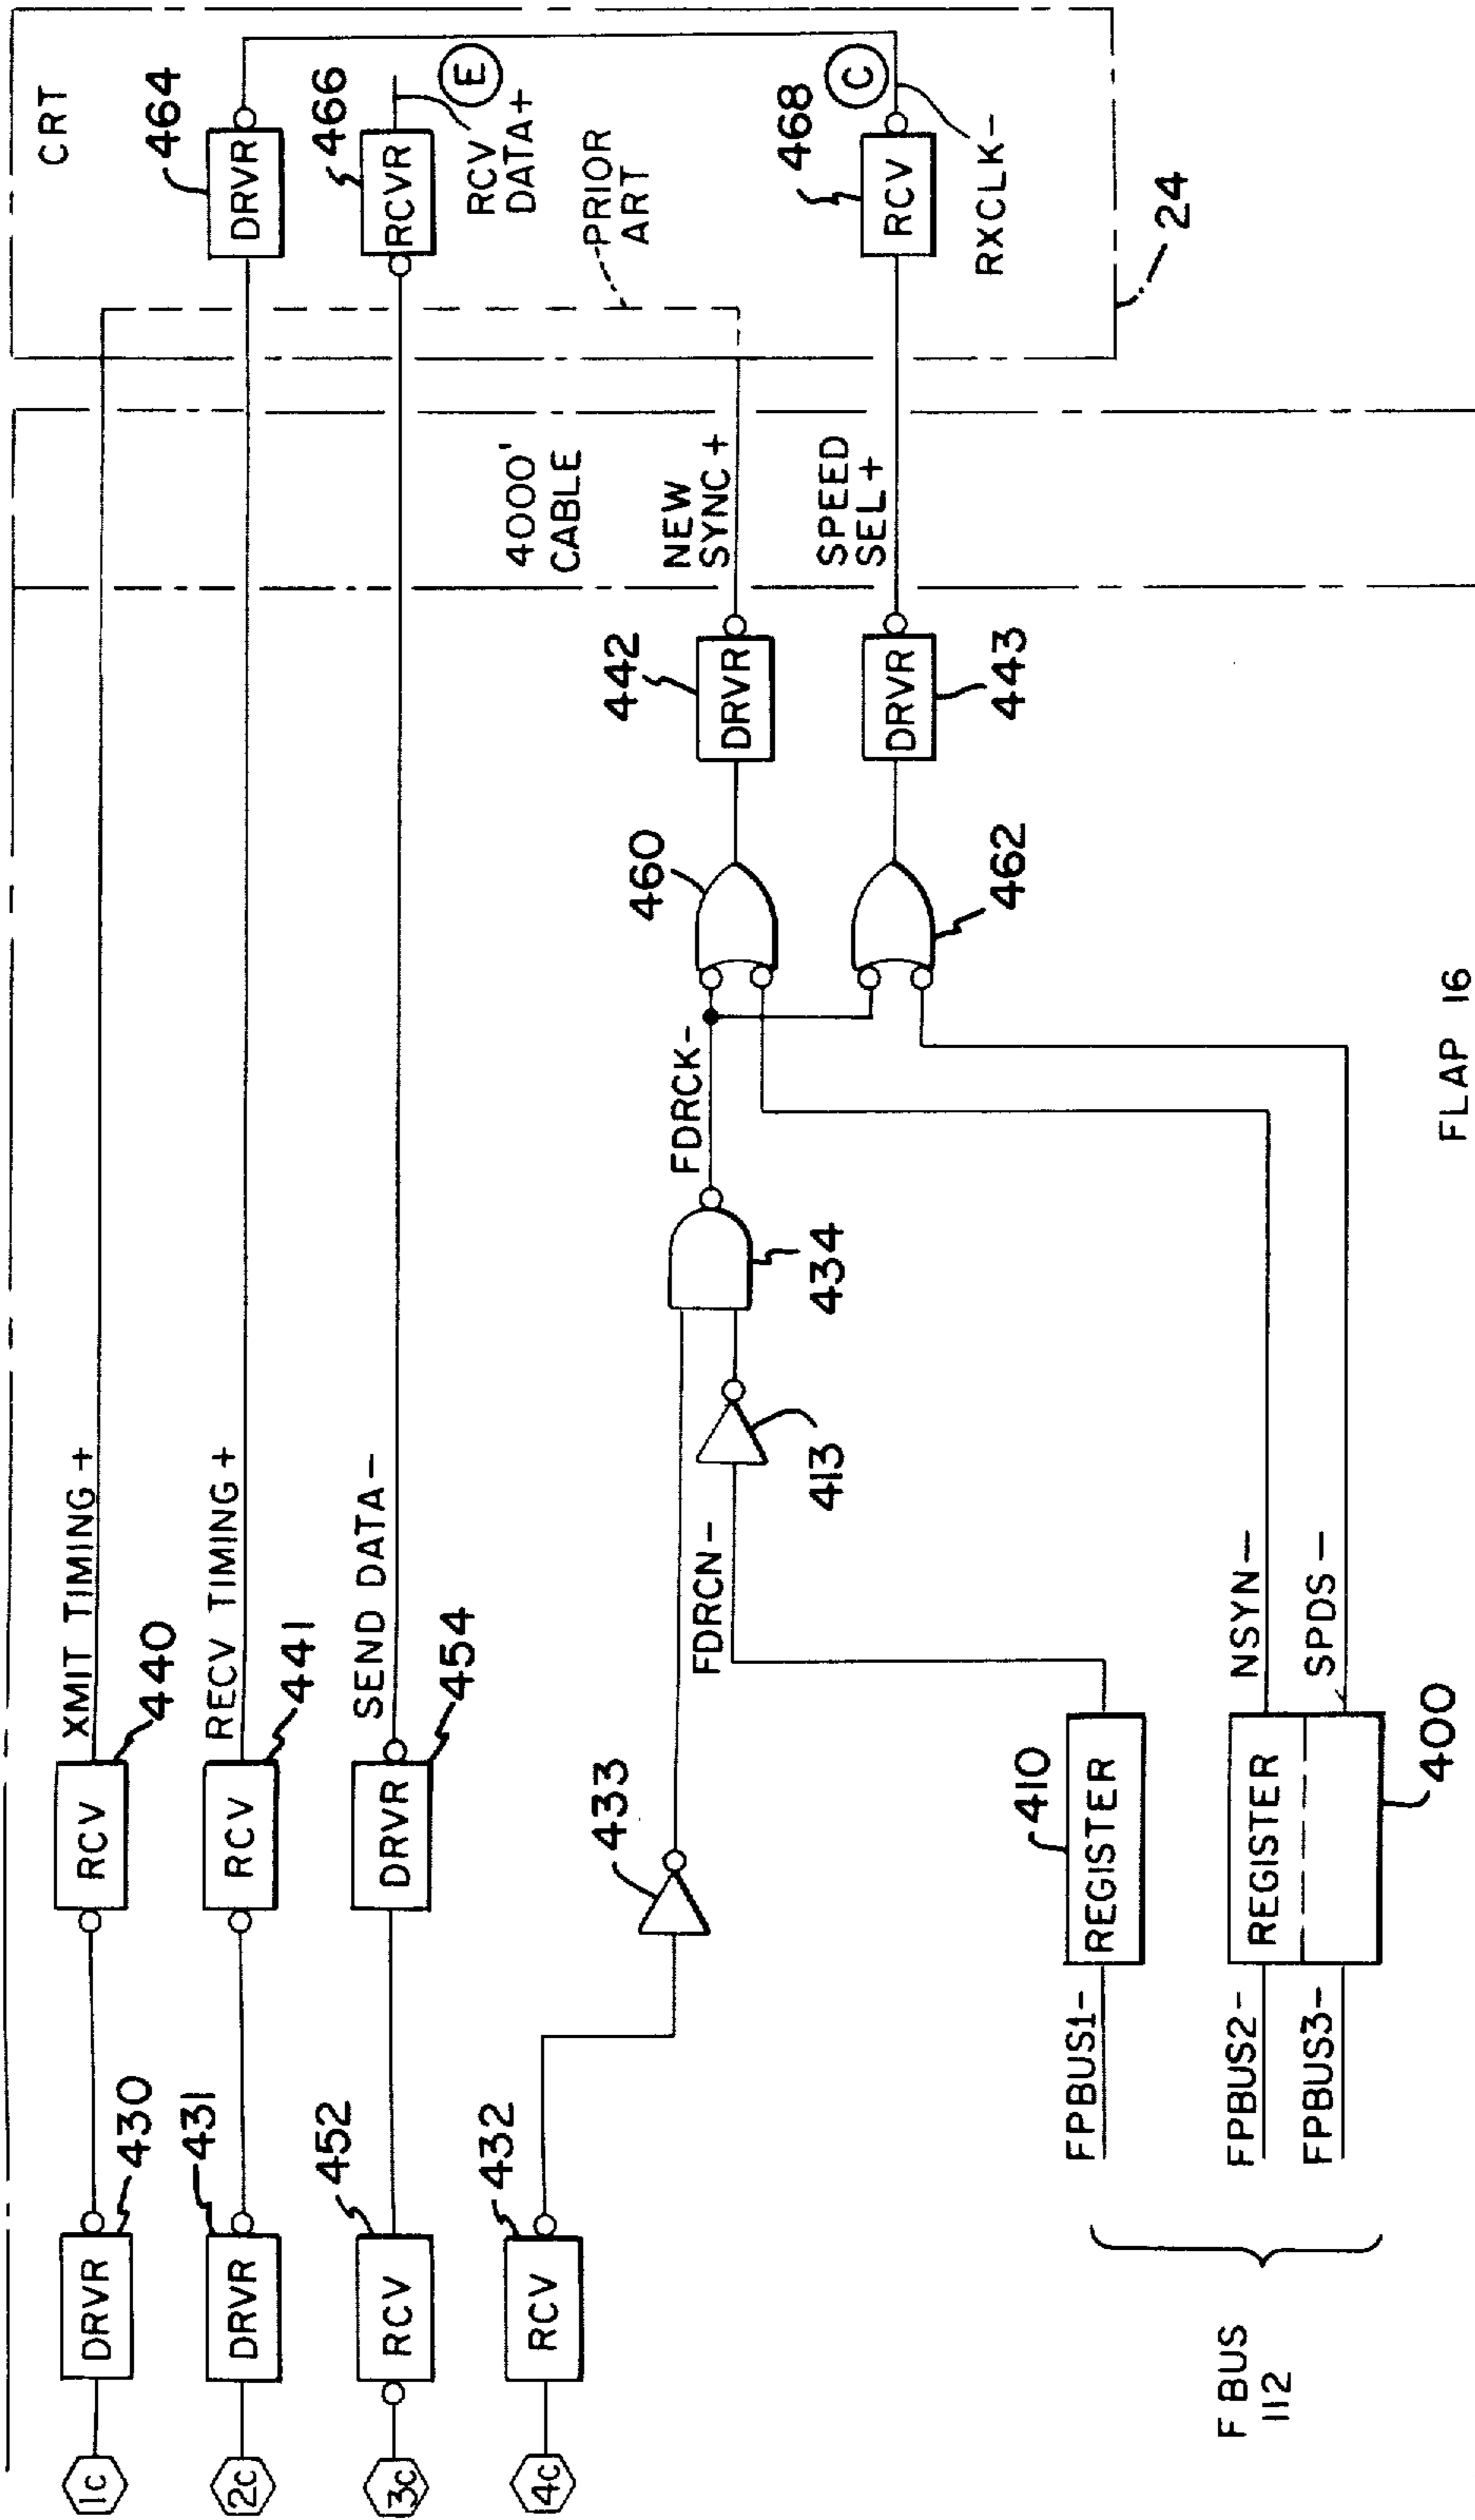 CRT
464
DRVR
466
RCVR
E
RCV
DATA+
PRIOR
ART
468
C
RCV
RXCLK-
24
4000'
CABLE
NEW
SYNC+
SPEED
SEL+
442
DRVR
DRVR
443
460
462
FDRCK-
434
413
FDRCN-
XMIT TIMING+
440
RCV
RECV TIMING+
441
RCV
SEND DATA-
454
DRVR
433
NSYN-
SPDS-
410
REGISTER
REGISTER
400
FPBUS1-
FPBUS2-
FPBUS3-
1C
DRVR
430
2C
DRVR
431
3C
RCV
452
4C
RCV
432
F BUS
112
FLAP 16